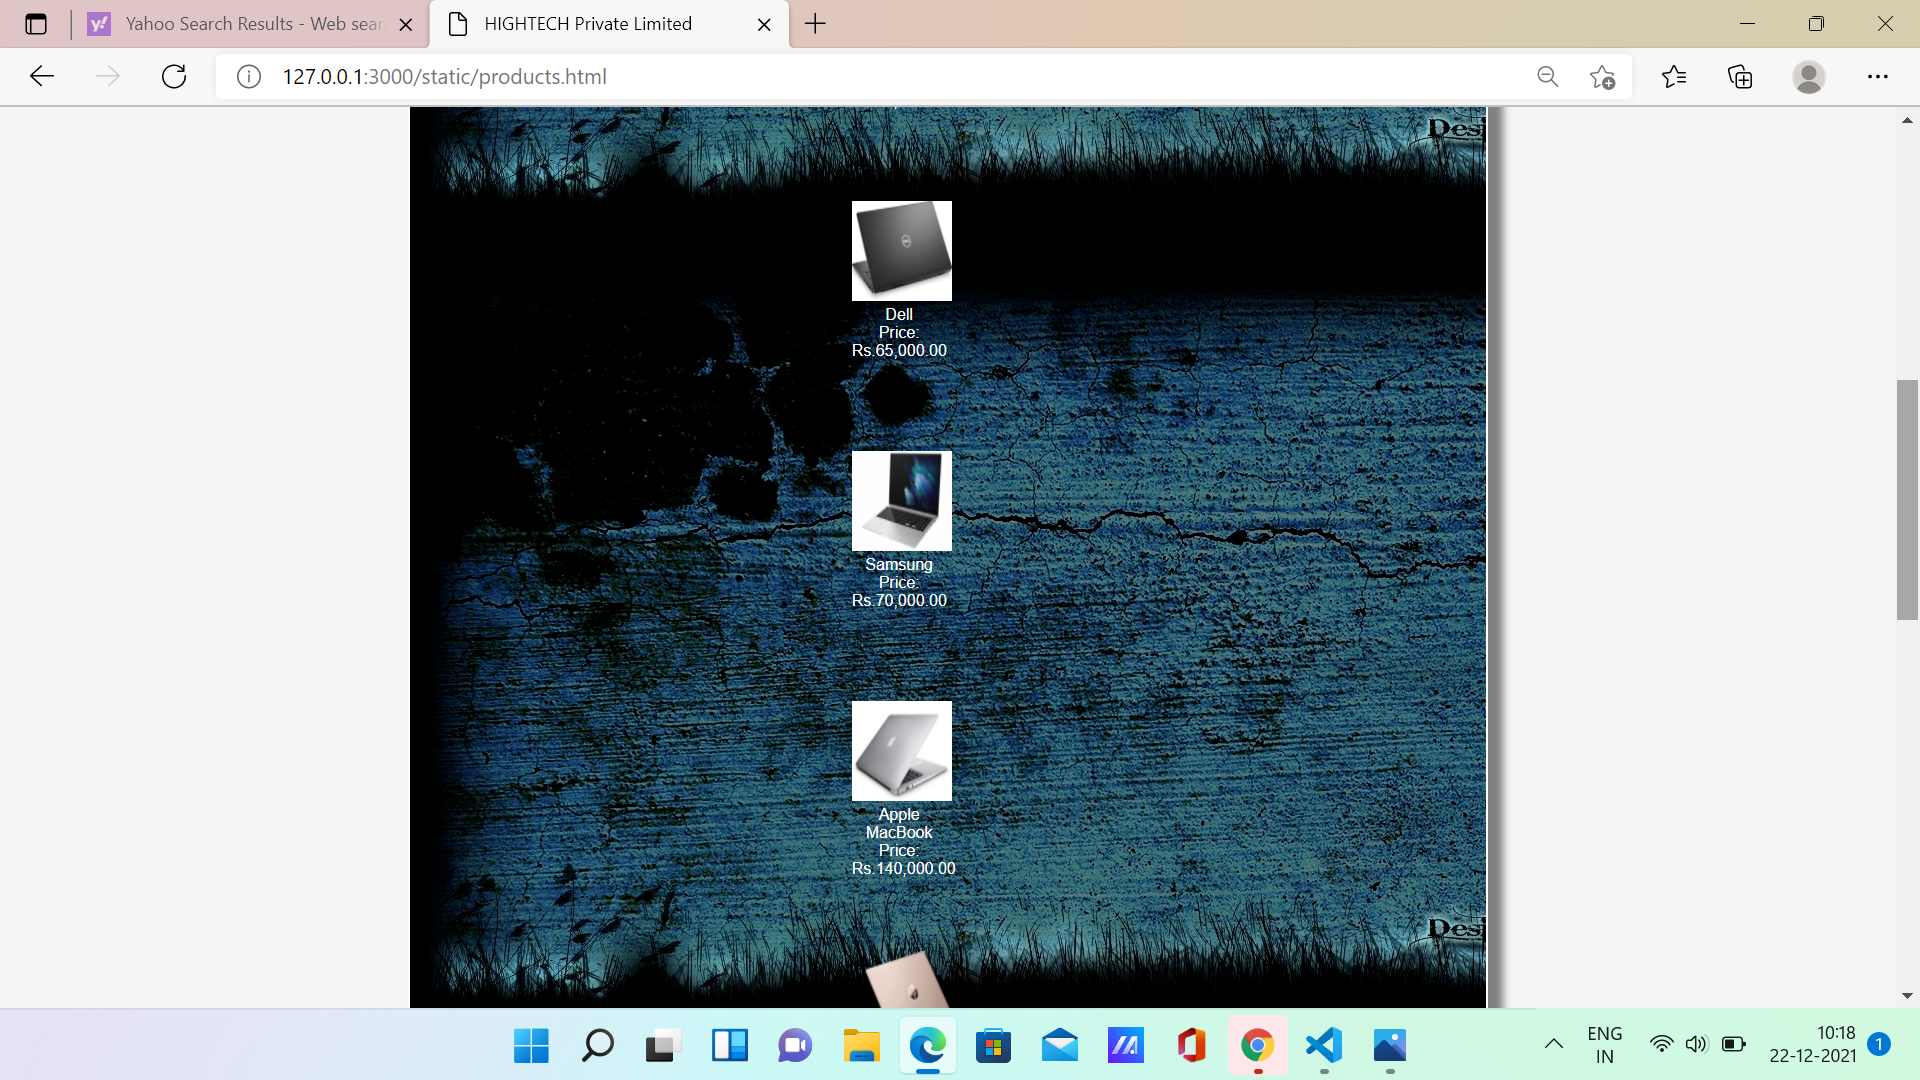 Yahoo Search Results - Web sear
HIGHTECH Private Limited
127.0.0.1:3000/static/products.html
Desi
Dell
Price:
Rs.65,000.00
Samsung
Price:
Rs.70,000.00
Apple
MacBook
Price:
Rs.140,000.00
Desi
ENG
IN
10:18
22-12-2021
1